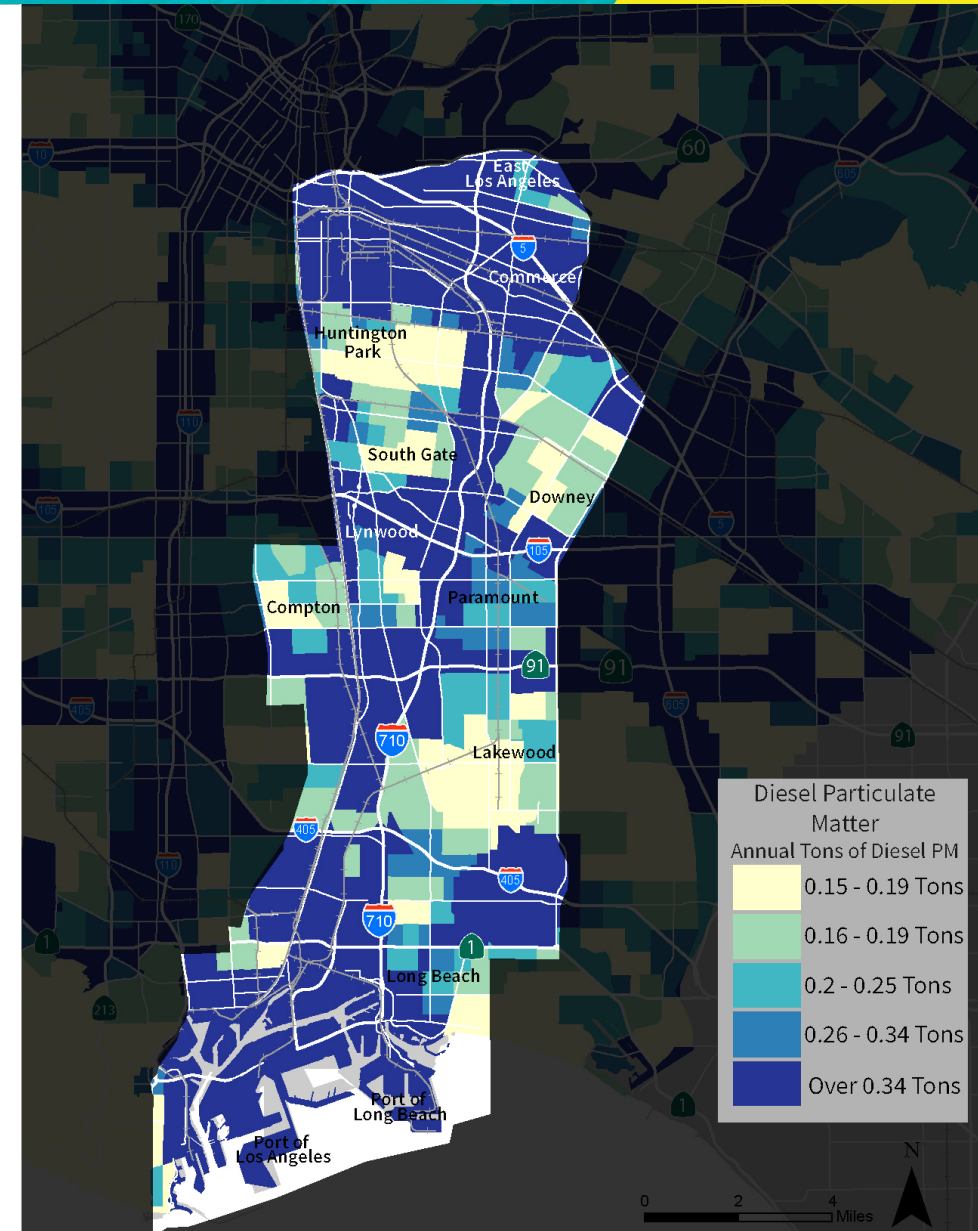 170
10
60
605
East
Los Angeles
5
Commerce
Huntington
Park
110
South Gate
Downey
105
5
Lynwood
105
Compton
Paramount
91
91
405
605
91
710
Lakewood
Diesel Particulate
Matter
Annual Tons of Diesel PM
0.15 - 0.19 Tons
0.16 - 0.19 Tons
0.2 - 0.25 Tons
0.26 - 0.34 Tons
Over 0.34 Tons
405
110
405
710
1
1
Long Beach
213
Port of
Long Beach
1
Port of
Los Angeles
N
0 2 4
Miles